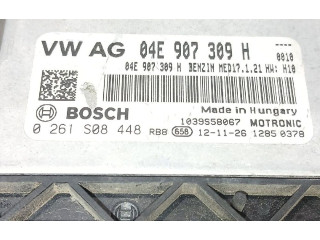 VW AG 04E 907 309 H
0010
04E 907 309 H BENZIN MED17.1.21 HW: H10
BOSCH
Made in Hungary
1039S58067 MOTRONIC
0 261 S08 448 RB8 658 12-11-26 1285 0378